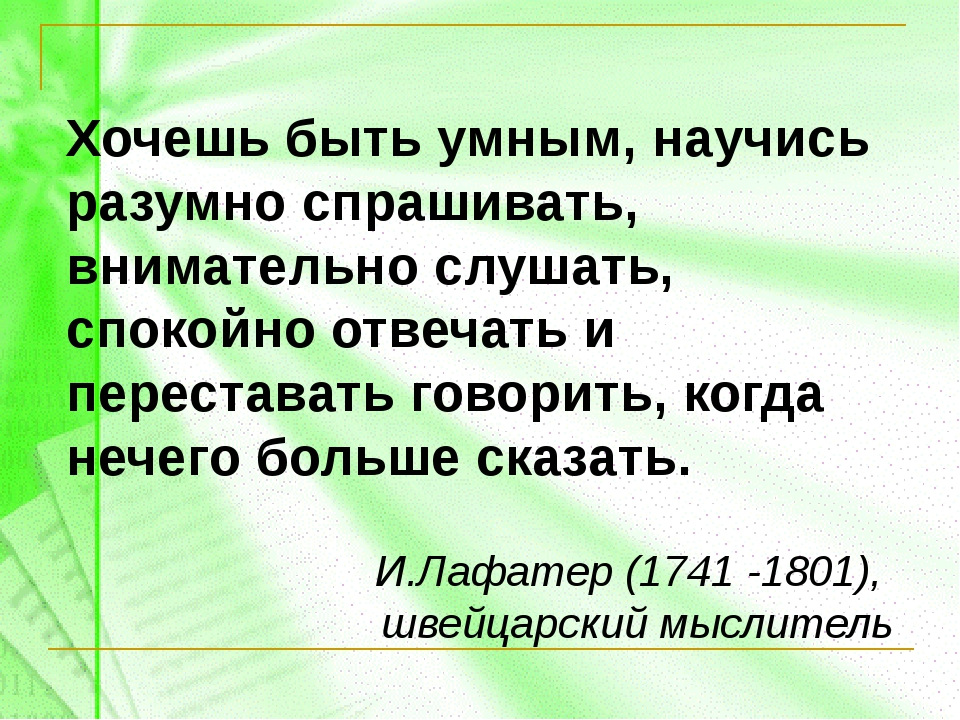 Хочешь быть умным, научись
разумно спрашивать,
внимательно слушать,
спокойно отвечать и
переставать говорить, когда
нечего больше сказать.
И.Лафатер (1741 -1801),
швейцарский мыслитель